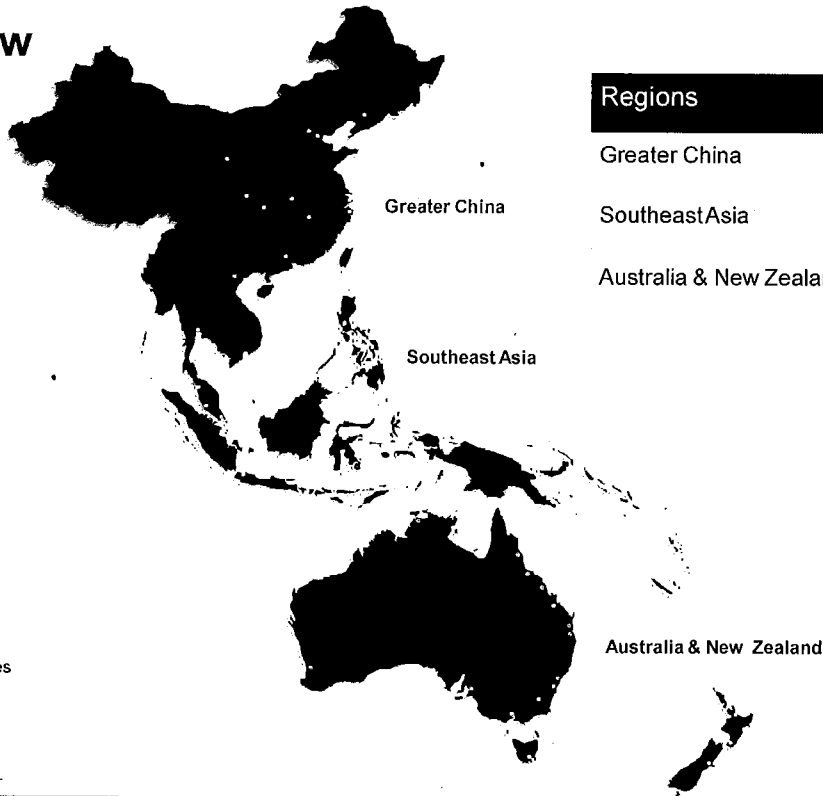 w
Regions
Greater China
Southeast Asia
Australia & New Zeala
Greater China
Southeast Asia
Australia & New Zealand
es